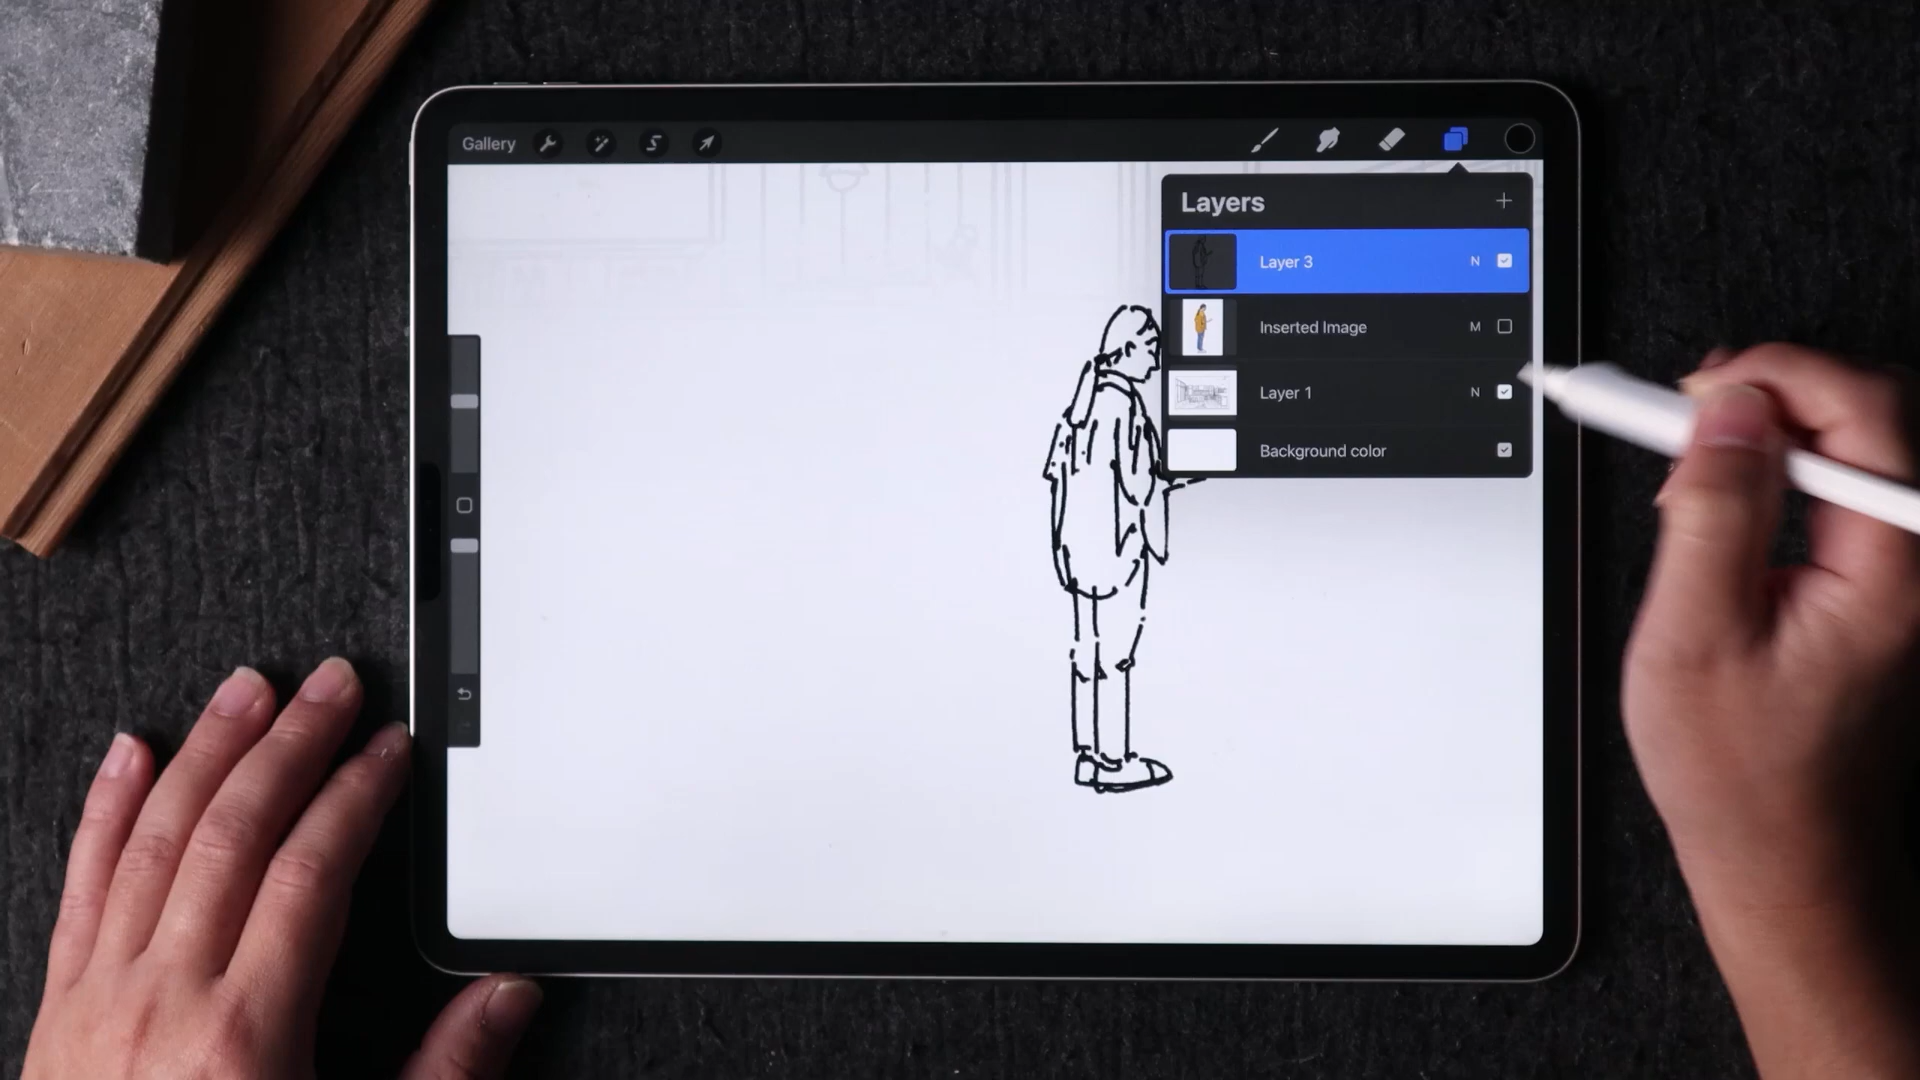 Gallery
Layers
Layer 3 N
Inserted Image M
Layer 1 N
Background color